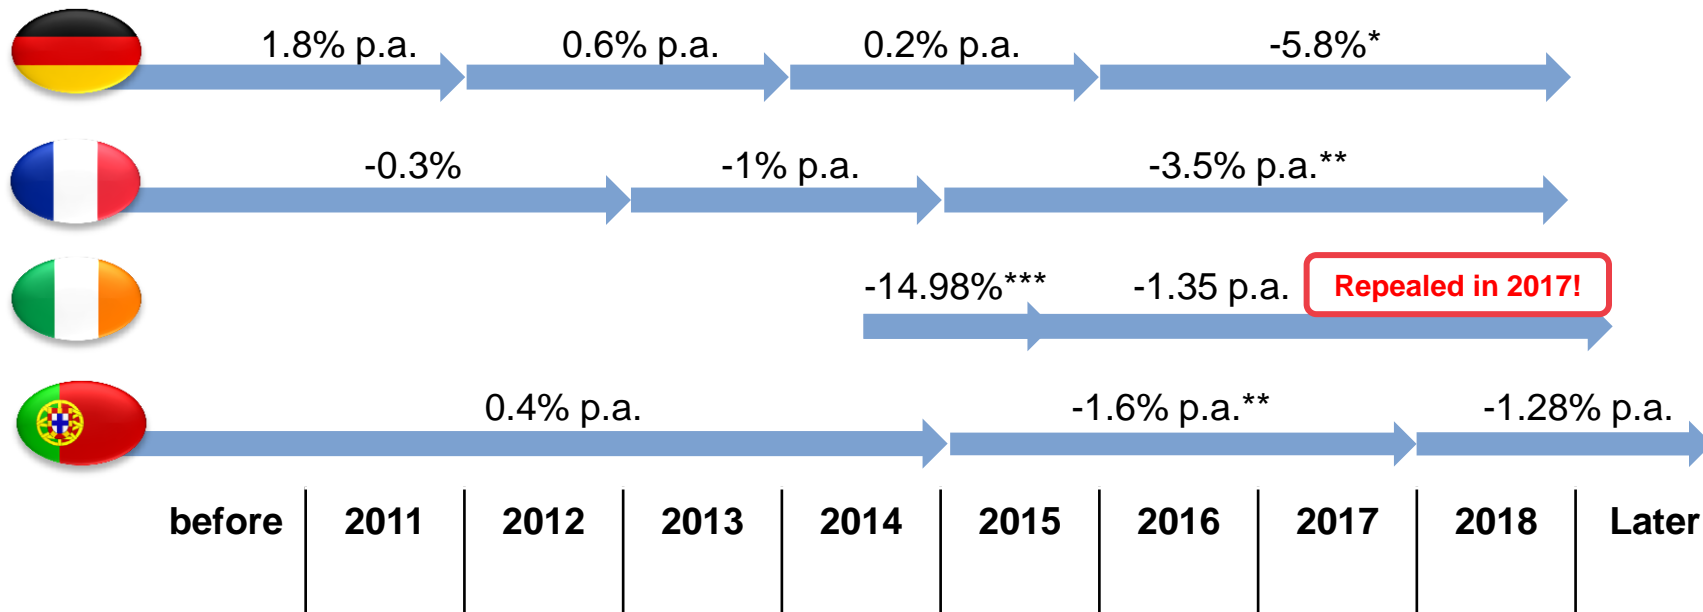 1.8% p.a. 0.6% p.a. 0.2% p.a. -5.8%*
-0.3% -1% p.a. -3.5% p.a.**
-14.98%*** -1.35 p.a. Repealed in 2017!
0.4% p.a. -1.6% p.a.** -1.28% p.a.
before 2011 2012 2013 2014 2015 2016 2017 2018 Later